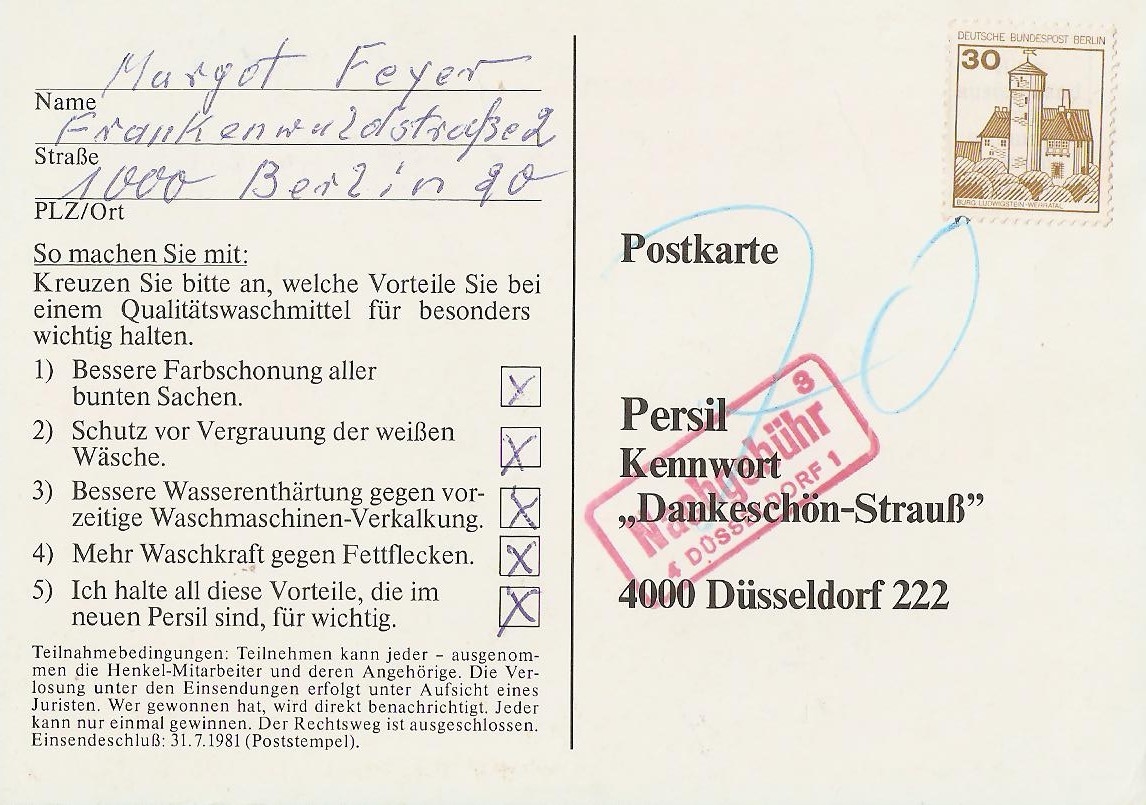 Margot Feyer
Name
Frankenwaldstraße 2
Straße
1000 Berlin 20
PLZ/Ort
So machen Sie mit:
Kreuzen Sie bitte an, welche Vorteile Sie bei
einem Qualitätswaschmittel für besonders
wichtig halten.
1) Bessere Farbschonung aller
bunten Sachen.
2) Schutz vor Vergrauung der weißen
Wäsche.
3) Bessere Wasserenthärtung gegen vor-
zeitige Waschmaschinen-Verkalkung.
4) Mehr Waschkraft gegen Fettflecken.
5) Ich halte all diese Vorteile, die im
neuen Persil sind, für wichtig.
Teilnahmebedingungen: Teilnehmen kann jeder – ausgenom-
men die Henkel-Mitarbeiter und deren Angehörige. Die Ver-
losung unter den Einsendungen erfolgt unter Aufsicht eines
Juristen. Wer gewonnen hat, wird direkt benachrichtigt. Jeder
kann nur einmal gewinnen. Der Rechtsweg ist ausgeschlossen.
Einsendeschluß: 31.7.1981 (Poststempel).
DEUTSCHE BUNDESPOST BERLIN
30
BURG LUDWIGSTEIN-WERRATAL
Postkarte
70
Persil
Kennwort
„Dankeschön-Strauß”
4000 Düsseldorf 222
8
Nachgebühr
4 DÜSSELDORF 1